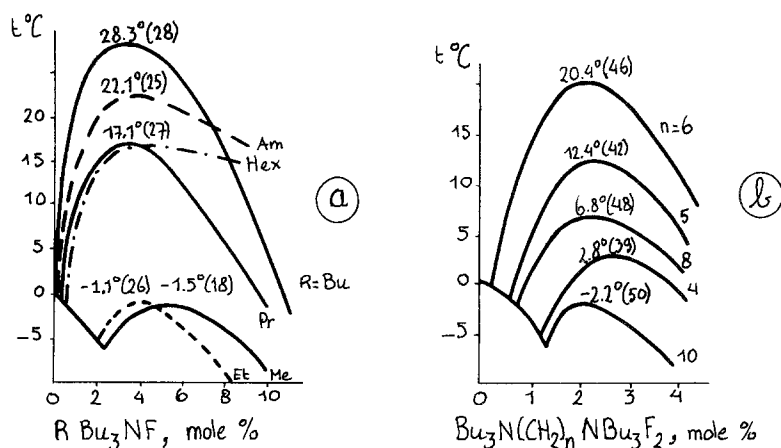 t°C
28.3°(28)
22.1°(25)
17.1°(27)
Am
Hex
a
20
15
10
5
0
-5
-1.1°(26) -1.5°(18)
R=Bu
Pr
Et
Me
0 2 4 6 8 10
R Bu₃NF, mole %
t°C
20.4°(46)
n=6
12.4°(42)
6.8°(48)
2.8°(39)
-2.2°(50)
b
15
10
5
0
-5
5
8
4
10
0 1 2 3 4
Bu₃N(CH₂)ₙNBu₃F₂, mole %